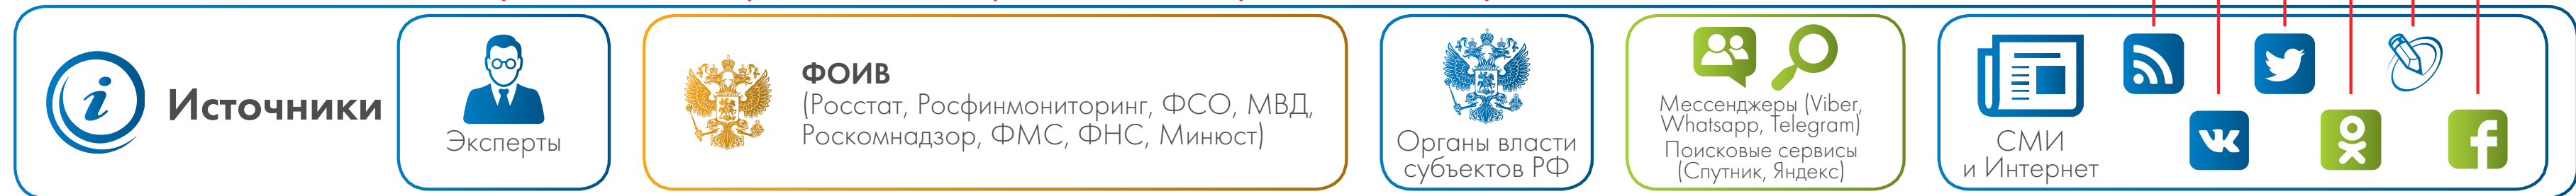 Источники
Эксперты
ФОИВ
(Росстат, Росфинмониторинг, ФСО, МВД,
Роскомнадзор, ФМС, ФНС, Минюст)
Органы власти
субъектов РФ
Мессенджеры (Viber,
Whatsapp, Telegram)
Поисковые сервисы
(Спутник, Яндекс)
СМИ
и Интернет